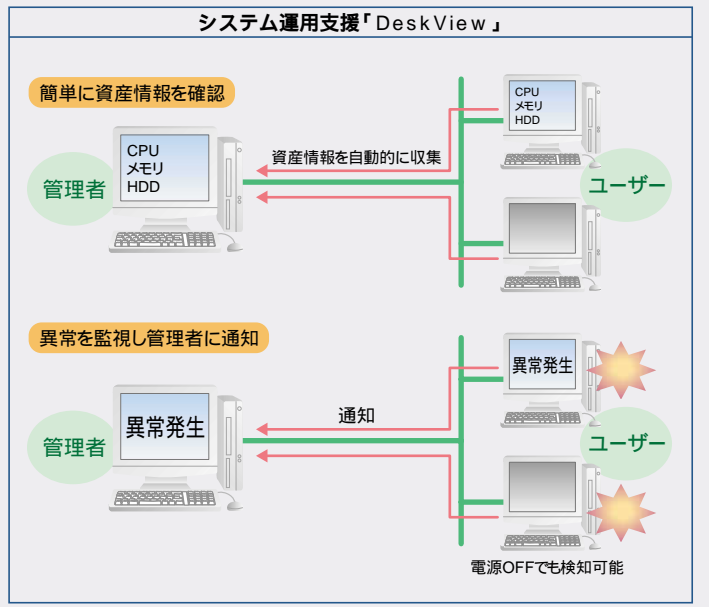 システム運用支援「DeskView」
簡単に資産情報を確認
CPU
メモリ
HDD
管理者
資産情報を自動的に収集
CPU
メモリ
HDD
ユーザー
異常を監視し管理者に通知
異常発生
管理者
通知
異常発生
ユーザー
電源OFFでも検知可能